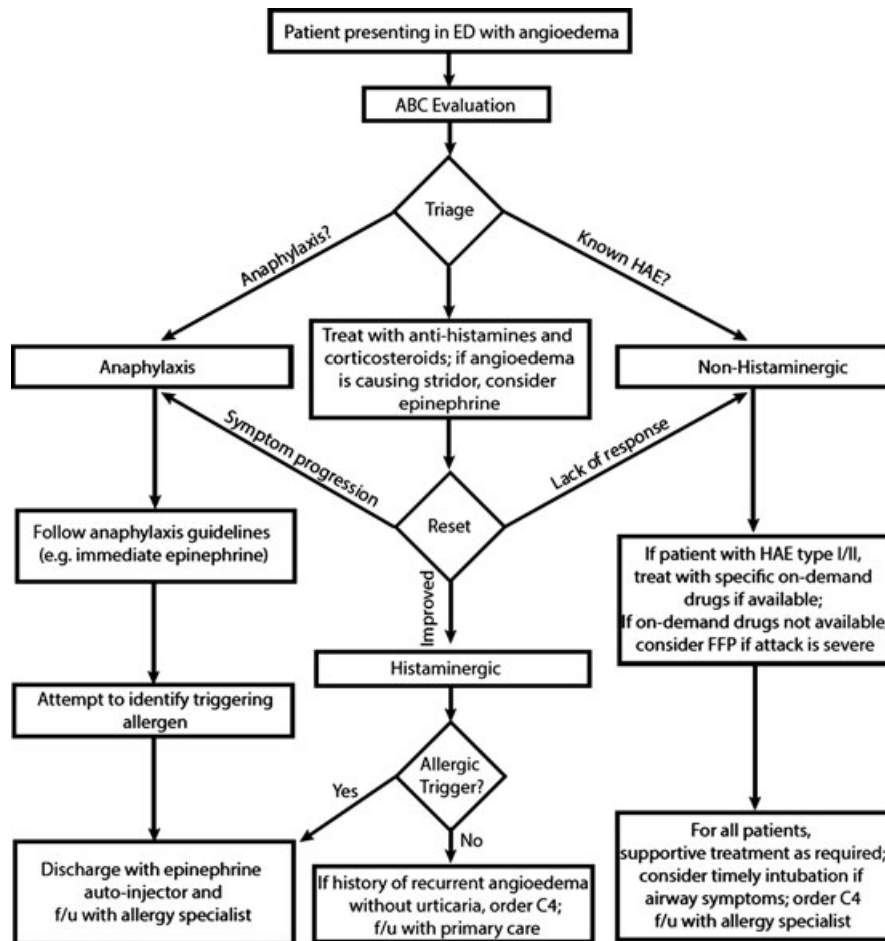 Patient presenting in ED with angioedema
ABC Evaluation
Triage
Anaphylaxis?
Known HAE?
Anaphylaxis
Treat with anti-histamines and
corticosteroids; if angioedema
is causing stridor, consider
epinephrine
Non-Histaminergic
Symptom progression
Lack of response
Reset
Follow anaphylaxis guidelines
(e.g. immediate epinephrine)
If patient with HAE type I/II,
treat with specific on-demand
drugs if available;
If on-demand drugs not available,
consider FFP if attack is severe
Improved
Histaminergic
Attempt to identify triggering
allergen
Allergic
Trigger?
Yes
No
Discharge with epinephrine
auto-injector and
f/u with allergy specialist
If history of recurrent angioedema
without urticaria, order C4;
f/u with primary care
For all patients,
supportive treatment as required;
consider timely intubation if
airway symptoms; order C4
f/u with allergy specialist